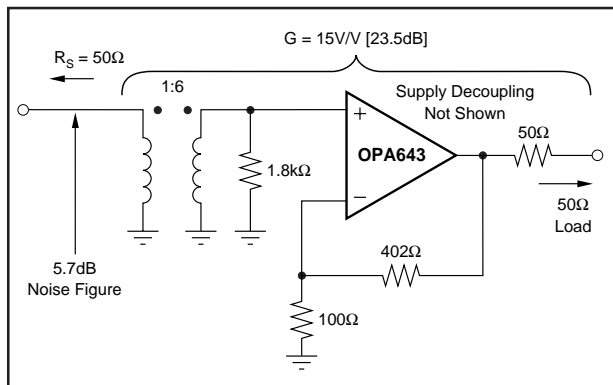 G = 15V/V [23.5dB]
R_S = 50Ω
1:6
Supply Decoupling
Not Shown
+
OPA643
–
50Ω
1.8kΩ
50Ω
Load
402Ω
5.7dB
Noise Figure
100Ω